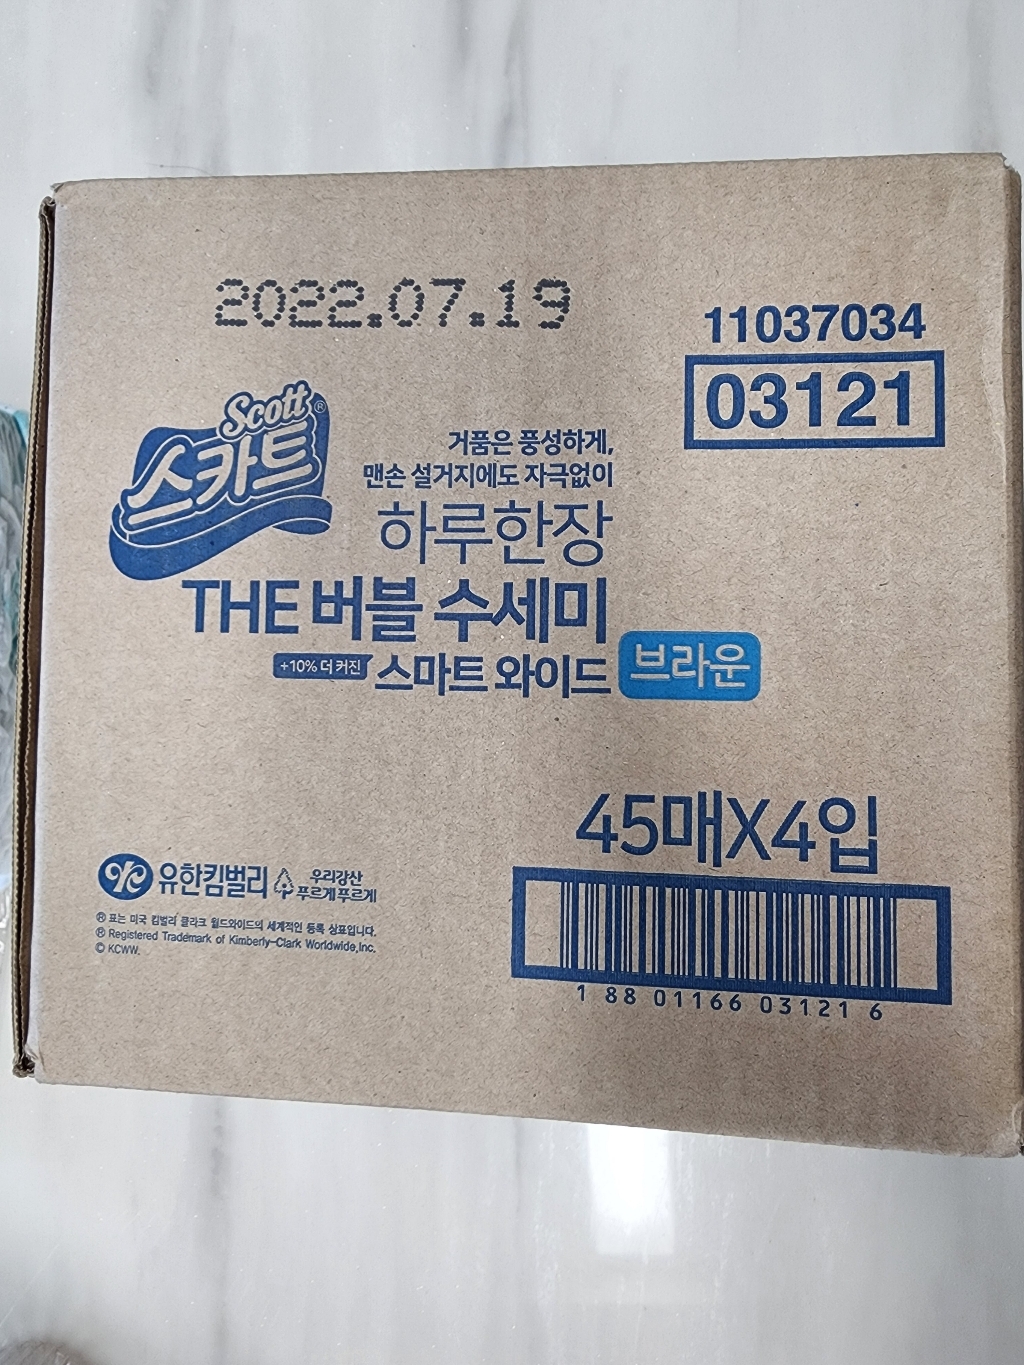 2022.07.19
11037034
03121
Scott®
스카트
거품은 풍성하게,
맨손 설거지에도 자극없이
하루한장
THE 버블 수세미
+10% 더 커진 스마트 와이드 브라운
45매X4입
유한킴벌리 우리강산 푸르게푸르게
® 표는 미국 킴벌리 클라크 월드와이드의 세계적인 등록 상표입니다.
® Registered Trademark of Kimberly-Clark Worldwide,Inc.
© KCWW.
1 88 01166 03121 6